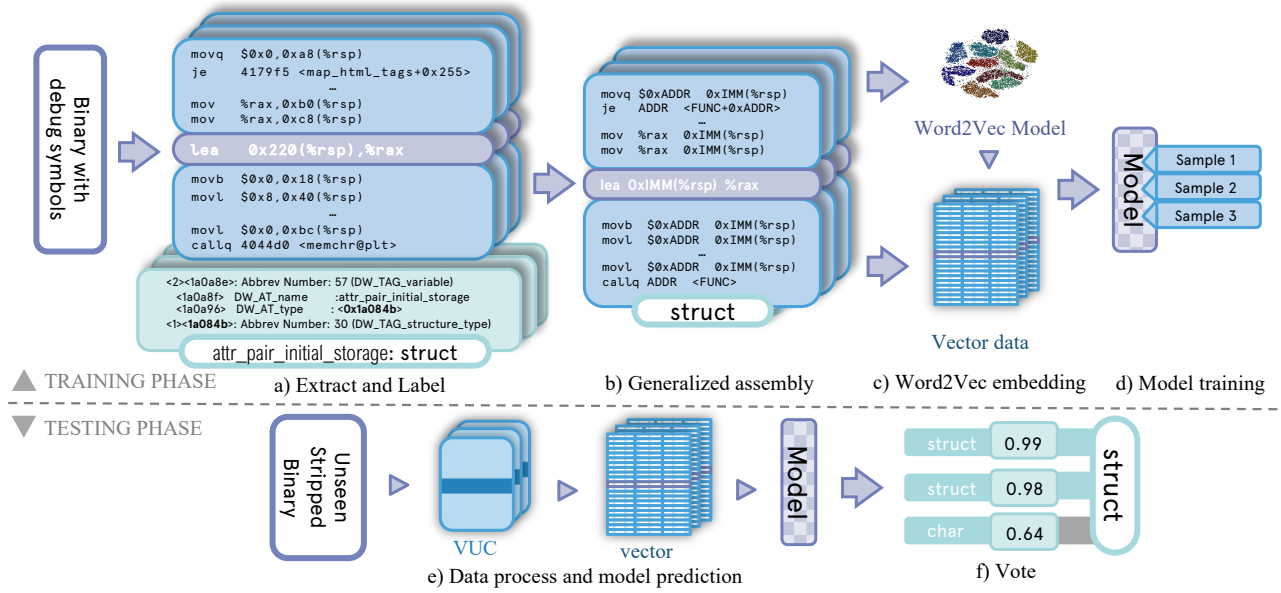 Binary with
debug symbols
movq $0x0,0xa8(%rsp)
je 4179f5 <map_html_tags+0x255>
…
mov %rax,0xb0(%rsp)
mov %rax,0xc8(%rsp)
lea 0x220(%rsp),%rax
movb $0x0,0x18(%rsp)
movl $0x8,0x40(%rsp)
…
movl $0x0,0xbc(%rsp)
callq 4044d0 <memchr@plt>
<2><1a0a8e>: Abbrev Number: 57 (DW_TAG_variable)
<1a0a8f> DW_AT_name :attr_pair_initial_storage
<1a0a96> DW_AT_type : <0x1a084b>
<1><1a084b>: Abbrev Number: 30 (DW_TAG_structure_type)
attr_pair_initial_storage: struct
a) Extract and Label
movq $0xADDR 0xIMM(%rsp)
je ADDR <FUNC+0xADDR>
…
mov %rax 0xIMM(%rsp)
mov %rax 0xIMM(%rsp)
lea 0xIMM(%rsp) %rax
movb $0xADDR 0xIMM(%rsp)
movl $0xADDR 0xIMM(%rsp)
…
movl $0xADDR 0xIMM(%rsp)
callq ADDR <FUNC>
struct
b) Generalized assembly
Word2Vec Model
Vector data
c) Word2Vec embedding
Model
Sample 1
Sample 2
Sample 3
d) Model training
TRAINING PHASE
TESTING PHASE
Unseen
Stripped
Binary
VUC
vector
Model
e) Data process and model prediction
struct 0.99
struct 0.98
char 0.64
struct
f) Vote